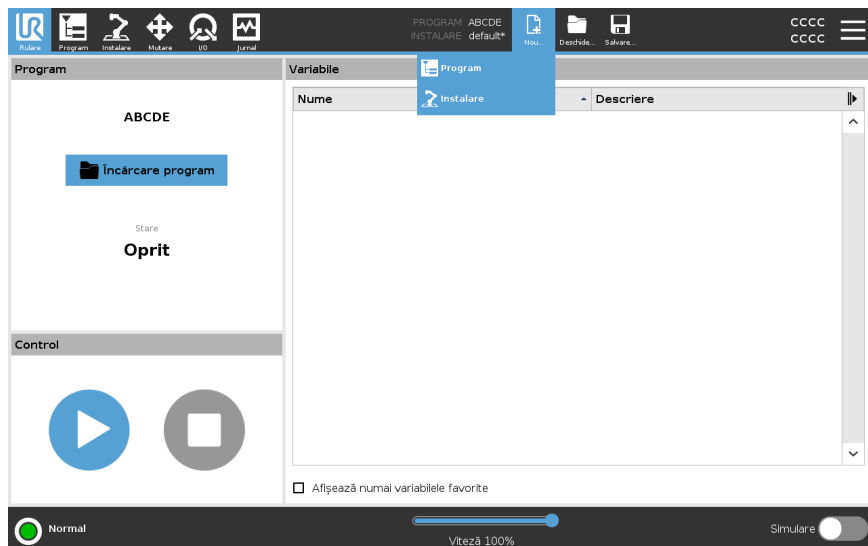 UR
Rulare
Program
Instalare
Mutare
I/O
Jurnal
PROGRAM ABCDE
INSTALARE default*
Nou...
Deschide...
Salvare...
CCCC
CCCC
Program
Instalare
Program
ABCDE
Încărcare program
Stare
Oprit
Control
Variabile
Nume
Descriere
Afișează numai variabilele favorite
Normal
Viteză 100%
Simulare